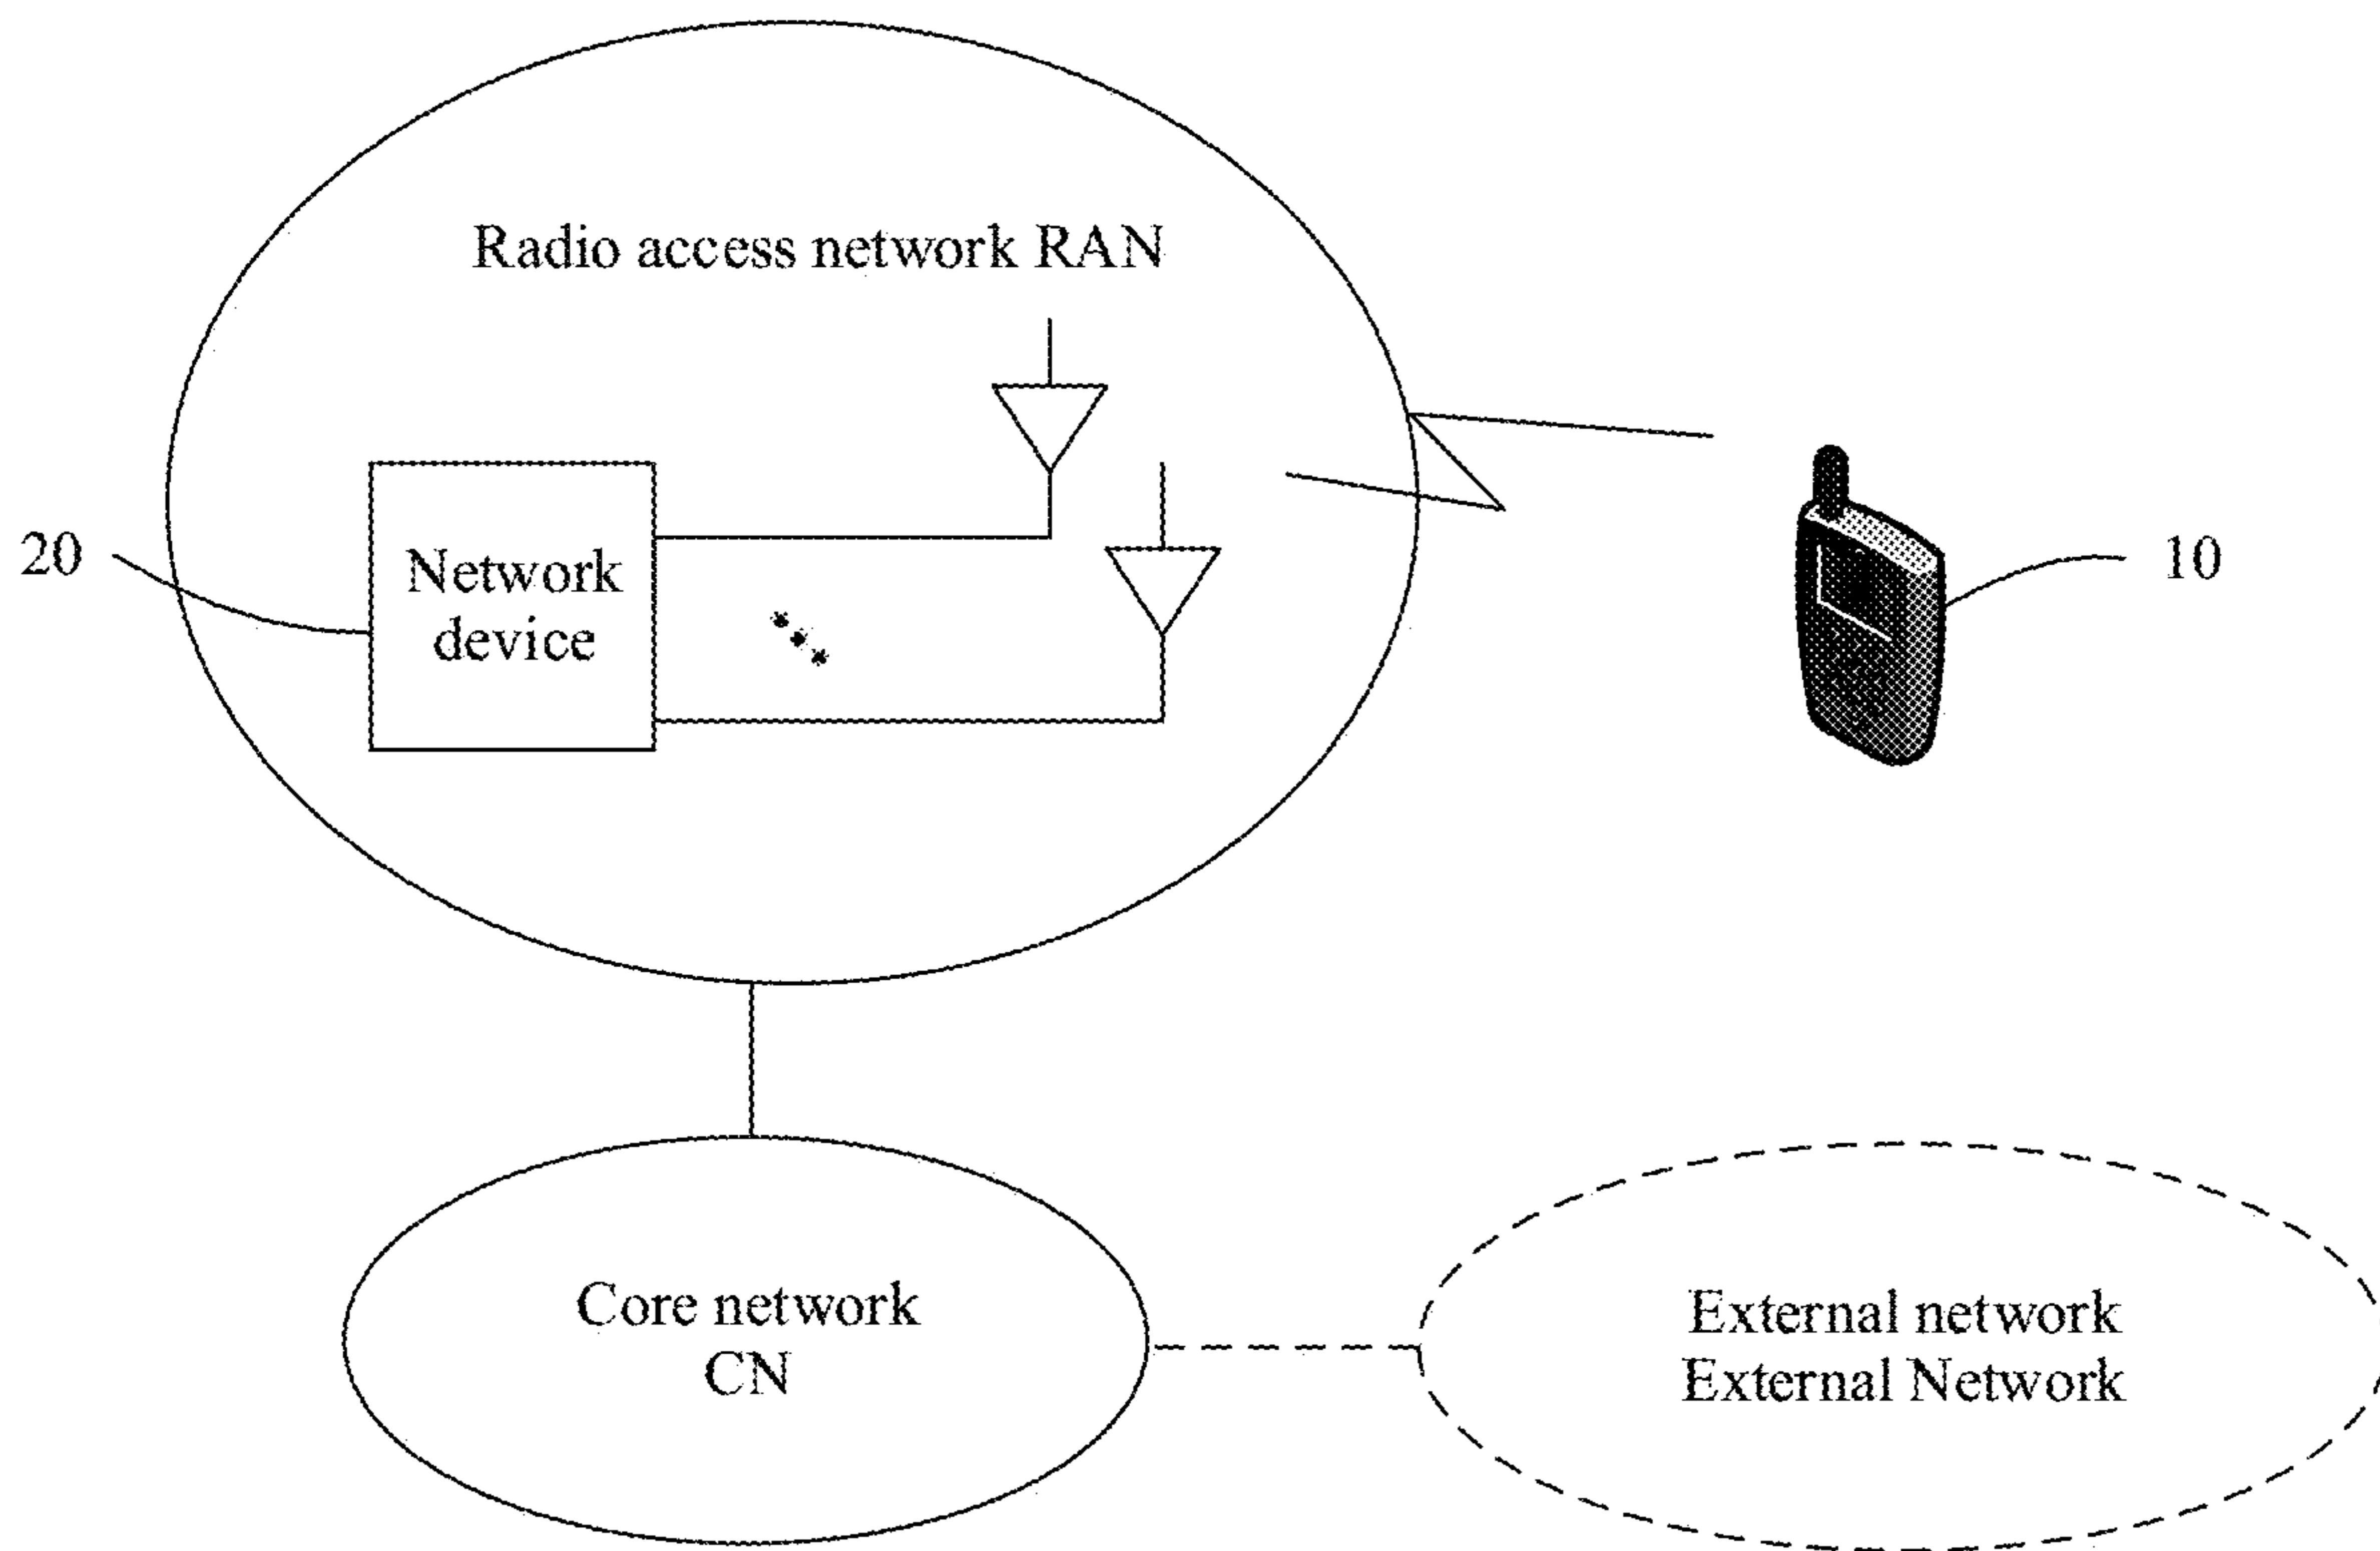 Radio access network RAN
20
Network
device
10
Core network
CN
External network
External Network